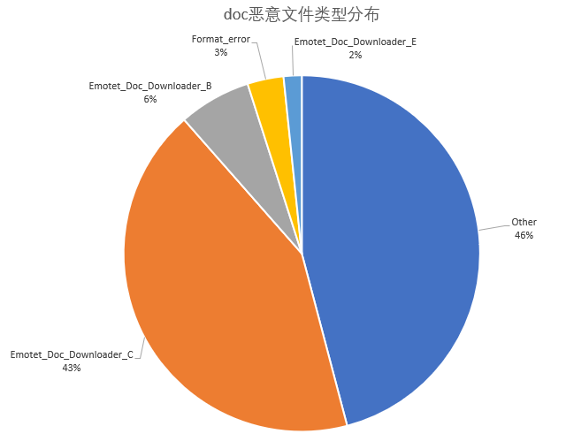 doc恶意文件类型分布
Format_error
3%
Emotet_Doc_Downloader_E
2%
Emotet_Doc_Downloader_B
6%
Other
46%
Emotet_Doc_Downloader_C
43%